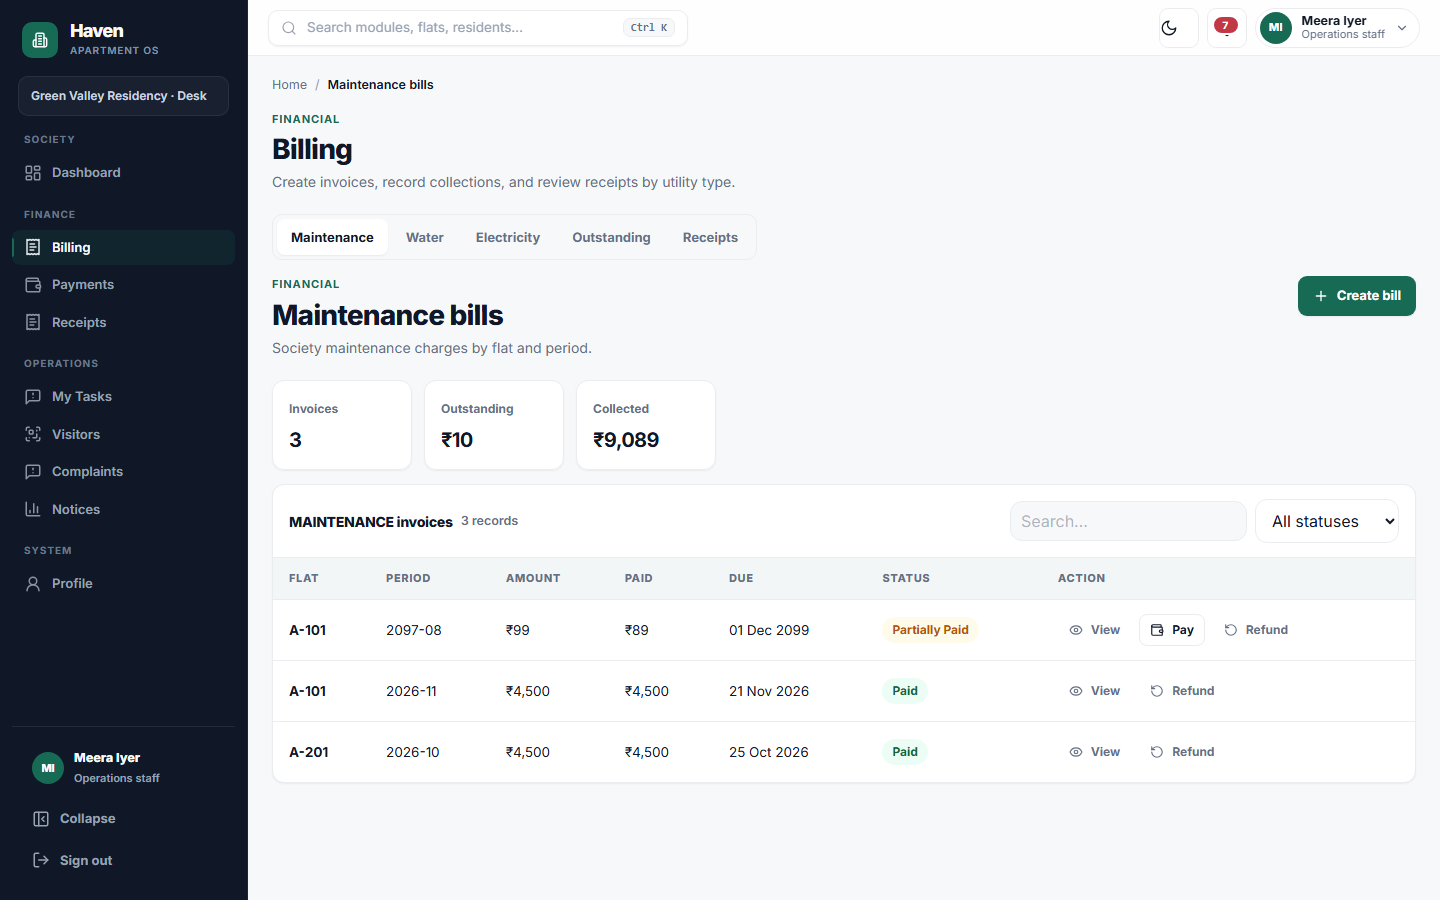 Haven
APARTMENT OS
Green Valley Residency · Desk
SOCIETY
Dashboard
FINANCE
Billing
Payments
Receipts
OPERATIONS
My Tasks
Visitors
Complaints
Notices
SYSTEM
Profile
MI
Meera Iyer
Operations staff
Collapse
Sign out
Search modules, flats, residents...
Ctrl K
7
MI
Meera Iyer
Operations staff
Home / Maintenance bills
FINANCIAL
Billing
Create invoices, record collections, and review receipts by utility type.
Maintenance Water Electricity Outstanding Receipts
FINANCIAL
Maintenance bills
Society maintenance charges by flat and period.
Create bill
Invoices
3
Outstanding
₹10
Collected
₹9,089
MAINTENANCE invoices 3 records
Search...
All statuses
FLAT PERIOD AMOUNT PAID DUE STATUS ACTION
A-101 2097-08 ₹99 ₹89 01 Dec 2099 Partially Paid View Pay Refund
A-101 2026-11 ₹4,500 ₹4,500 21 Nov 2026 Paid View Refund
A-201 2026-10 ₹4,500 ₹4,500 25 Oct 2026 Paid View Refund